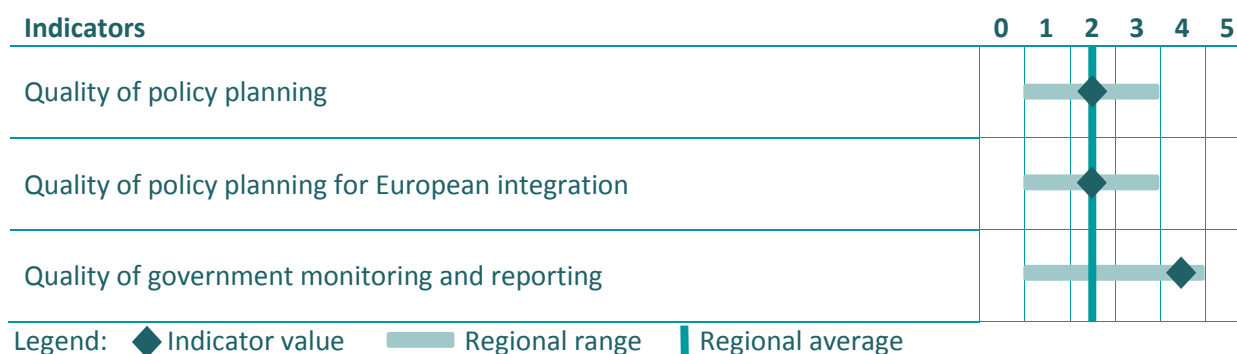 Indicators 0 1 2 3 4 5
Quality of policy planning
Quality of policy planning for European integration
Quality of government monitoring and reporting
Legend: Indicator value Regional range Regional average